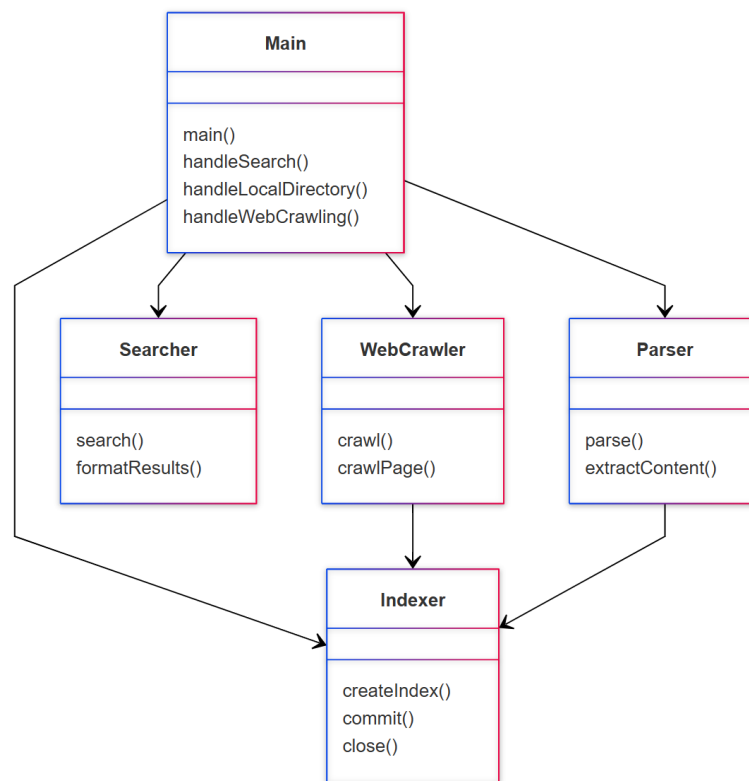 Main
main()
handleSearch()
handleLocalDirectory()
handleWebCrawling()
Searcher
search()
formatResults()
WebCrawler
crawl()
crawlPage()
Parser
parse()
extractContent()
Indexer
createIndex()
commit()
close()